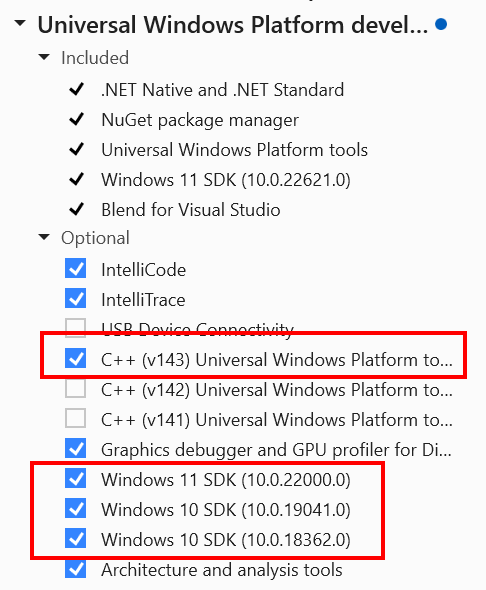 Universal Windows Platform devel...
Included
.NET Native and .NET Standard
NuGet package manager
Universal Windows Platform tools
Windows 11 SDK (10.0.22621.0)
Blend for Visual Studio
Optional
IntelliCode
IntelliTrace
USB Device Connectivity
C++ (v143) Universal Windows Platform to...
C++ (v142) Universal Windows Platform to...
C++ (v141) Universal Windows Platform to...
Graphics debugger and GPU profiler for Di...
Windows 11 SDK (10.0.22000.0)
Windows 10 SDK (10.0.19041.0)
Windows 10 SDK (10.0.18362.0)
Architecture and analysis tools